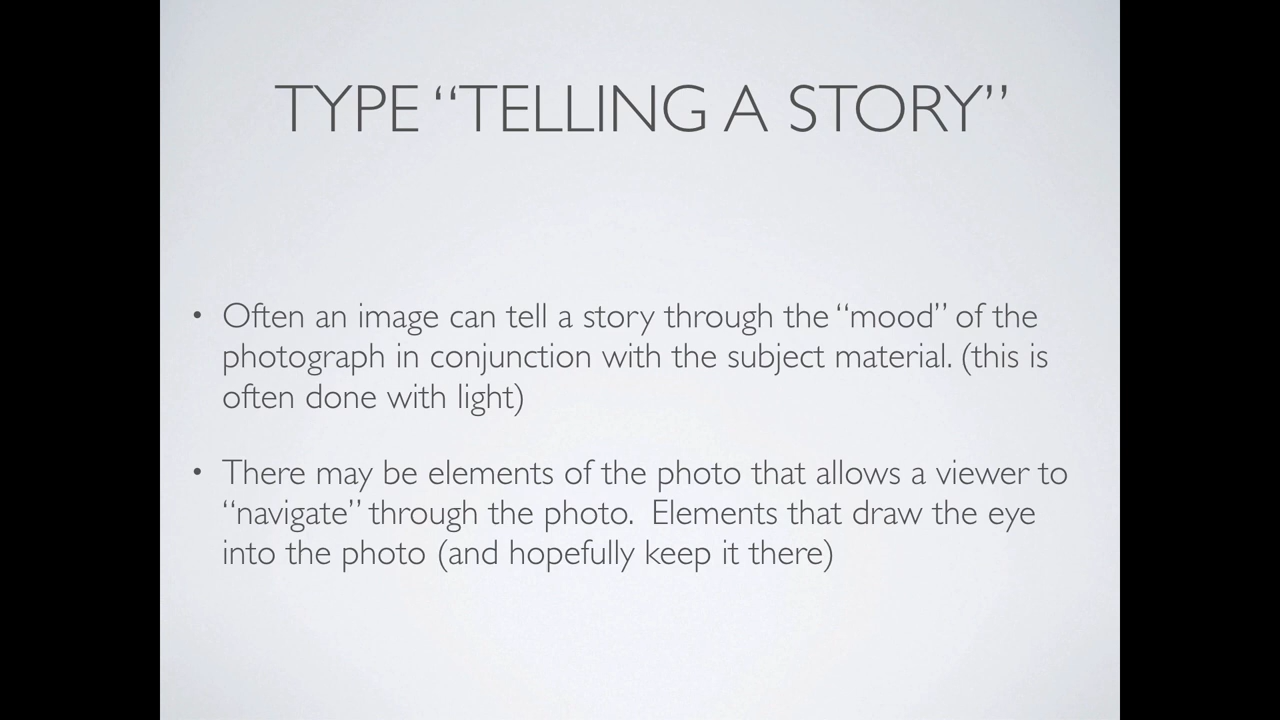 TYPE “TELLING A STORY”
• Often an image can tell a story through the “mood” of the
photograph in conjunction with the subject material. (this is
often done with light)
• There may be elements of the photo that allows a viewer to
“navigate” through the photo.  Elements that draw the eye
into the photo (and hopefully keep it there)